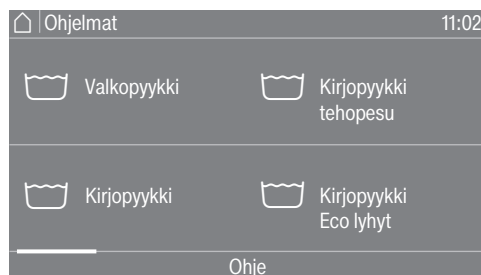 Ohjelmat 11:02
Valkopyykki
Kirjopyykki
tehopesu
Kirjopyykki
Kirjopyykki
Eco lyhyt
Ohje